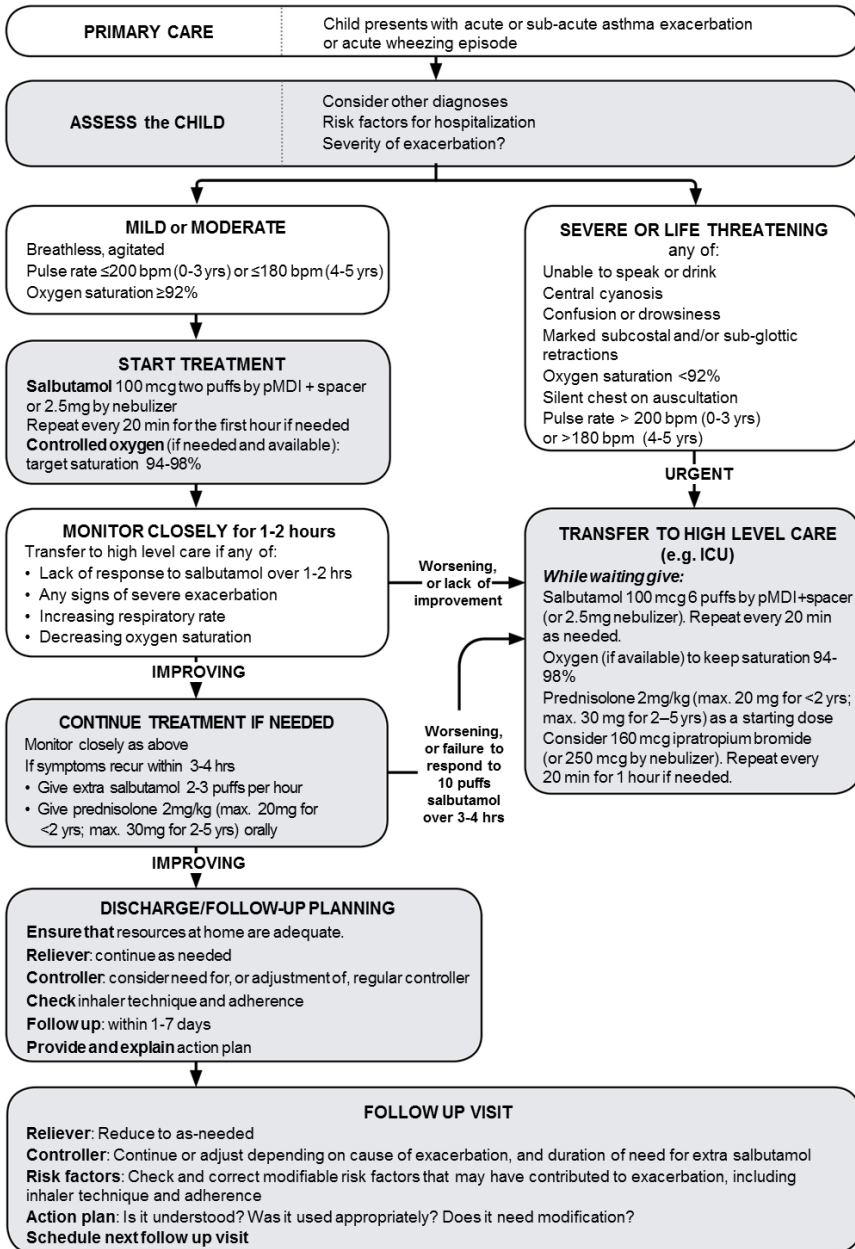 PRIMARY CARE
Child presents with acute or sub-acute asthma exacerbation
or acute wheezing episode
ASSESS the CHILD
Consider other diagnoses
Risk factors for hospitalization
Severity of exacerbation?
MILD or MODERATE
Breathless, agitated
Pulse rate ≤200 bpm (0-3 yrs) or ≤180 bpm (4-5 yrs)
Oxygen saturation ≥92%
SEVERE OR LIFE THREATENING
any of:
Unable to speak or drink
Central cyanosis
Confusion or drowsiness
Marked subcostal and/or sub-glottic
retractions
Oxygen saturation <92%
Silent chest on auscultation
Pulse rate > 200 bpm (0-3 yrs)
or >180 bpm (4-5 yrs)
START TREATMENT
Salbutamol 100 mcg two puffs by pMDI + spacer
or 2.5mg by nebulizer
Repeat every 20 min for the first hour if needed
Controlled oxygen (if needed and available):
target saturation 94-98%
URGENT
MONITOR CLOSELY for 1-2 hours
Transfer to high level care if any of:
• Lack of response to salbutamol over 1-2 hrs
• Any signs of severe exacerbation
• Increasing respiratory rate
• Decreasing oxygen saturation
Worsening,
or lack of
improvement
TRANSFER TO HIGH LEVEL CARE
(e.g. ICU)
While waiting give:
Salbutamol 100 mcg 6 puffs by pMDI+spacer
(or 2.5mg nebulizer). Repeat every 20 min
as needed.
Oxygen (if available) to keep saturation 94-
98%
Prednisolone 2mg/kg (max. 20 mg for <2 yrs;
max. 30 mg for 2–5 yrs) as a starting dose
Consider 160 mcg ipratropium bromide
(or 250 mcg by nebulizer). Repeat every
20 min for 1 hour if needed.
IMPROVING
CONTINUE TREATMENT IF NEEDED
Monitor closely as above
If symptoms recur within 3-4 hrs
• Give extra salbutamol 2-3 puffs per hour
• Give prednisolone 2mg/kg (max. 20mg for
<2 yrs; max. 30mg for 2-5 yrs) orally
Worsening,
or failure to
respond to
10 puffs
salbutamol
over 3-4 hrs
IMPROVING
DISCHARGE/FOLLOW-UP PLANNING
Ensure that resources at home are adequate.
Reliever: continue as needed
Controller: consider need for, or adjustment of, regular controller
Check inhaler technique and adherence
Follow up: within 1-7 days
Provide and explain action plan
FOLLOW UP VISIT
Reliever: Reduce to as-needed
Controller: Continue or adjust depending on cause of exacerbation, and duration of need for extra salbutamol
Risk factors: Check and correct modifiable risk factors that may have contributed to exacerbation, including
inhaler technique and adherence
Action plan: Is it understood? Was it used appropriately? Does it need modification?
Schedule next follow up visit